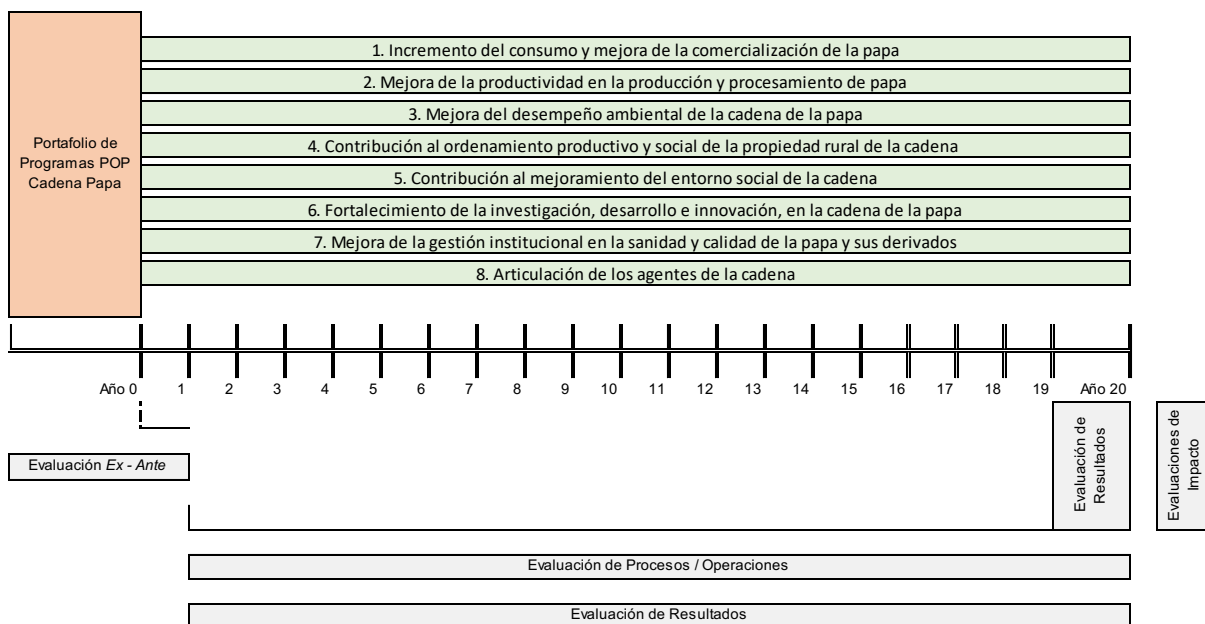 Portafolio de
Programas POP
Cadena Papa
1. Incremento del consumo y mejora de la comercialización de la papa
2. Mejora de la productividad en la producción y procesamiento de papa
3. Mejora del desempeño ambiental de la cadena de la papa
4. Contribución al ordenamiento productivo y social de la propiedad rural de la cadena
5. Contribución al mejoramiento del entorno social de la cadena
6. Fortalecimiento de la investigación, desarrollo e innovación, en la cadena de la papa
7. Mejora de la gestión institucional en la sanidad y calidad de la papa y sus derivados
8. Articulación de los agentes de la cadena
Año 0 1 2 3 4 5 6 7 8 9 10 11 12 13 14 15 16 17 18 19 Año 20
Evaluación Ex - Ante
Evaluación de
Resultados
Evaluaciones de
Impacto
Evaluación de Procesos / Operaciones
Evaluación de Resultados